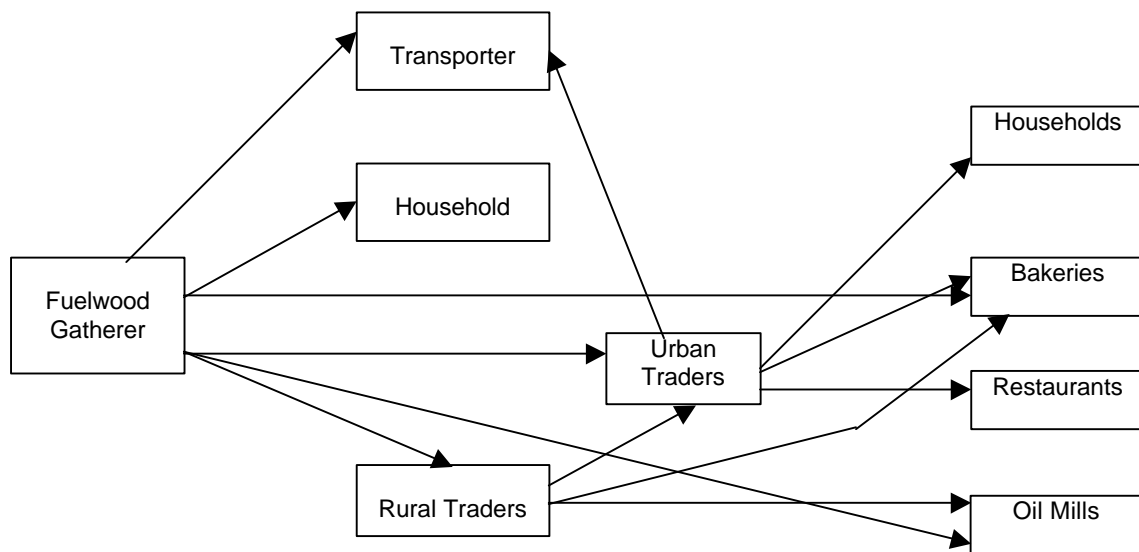 Transporter
Households
Household
Fuelwood
Gatherer
Bakeries
Urban
Traders
Restaurants
Rural Traders
Oil Mills